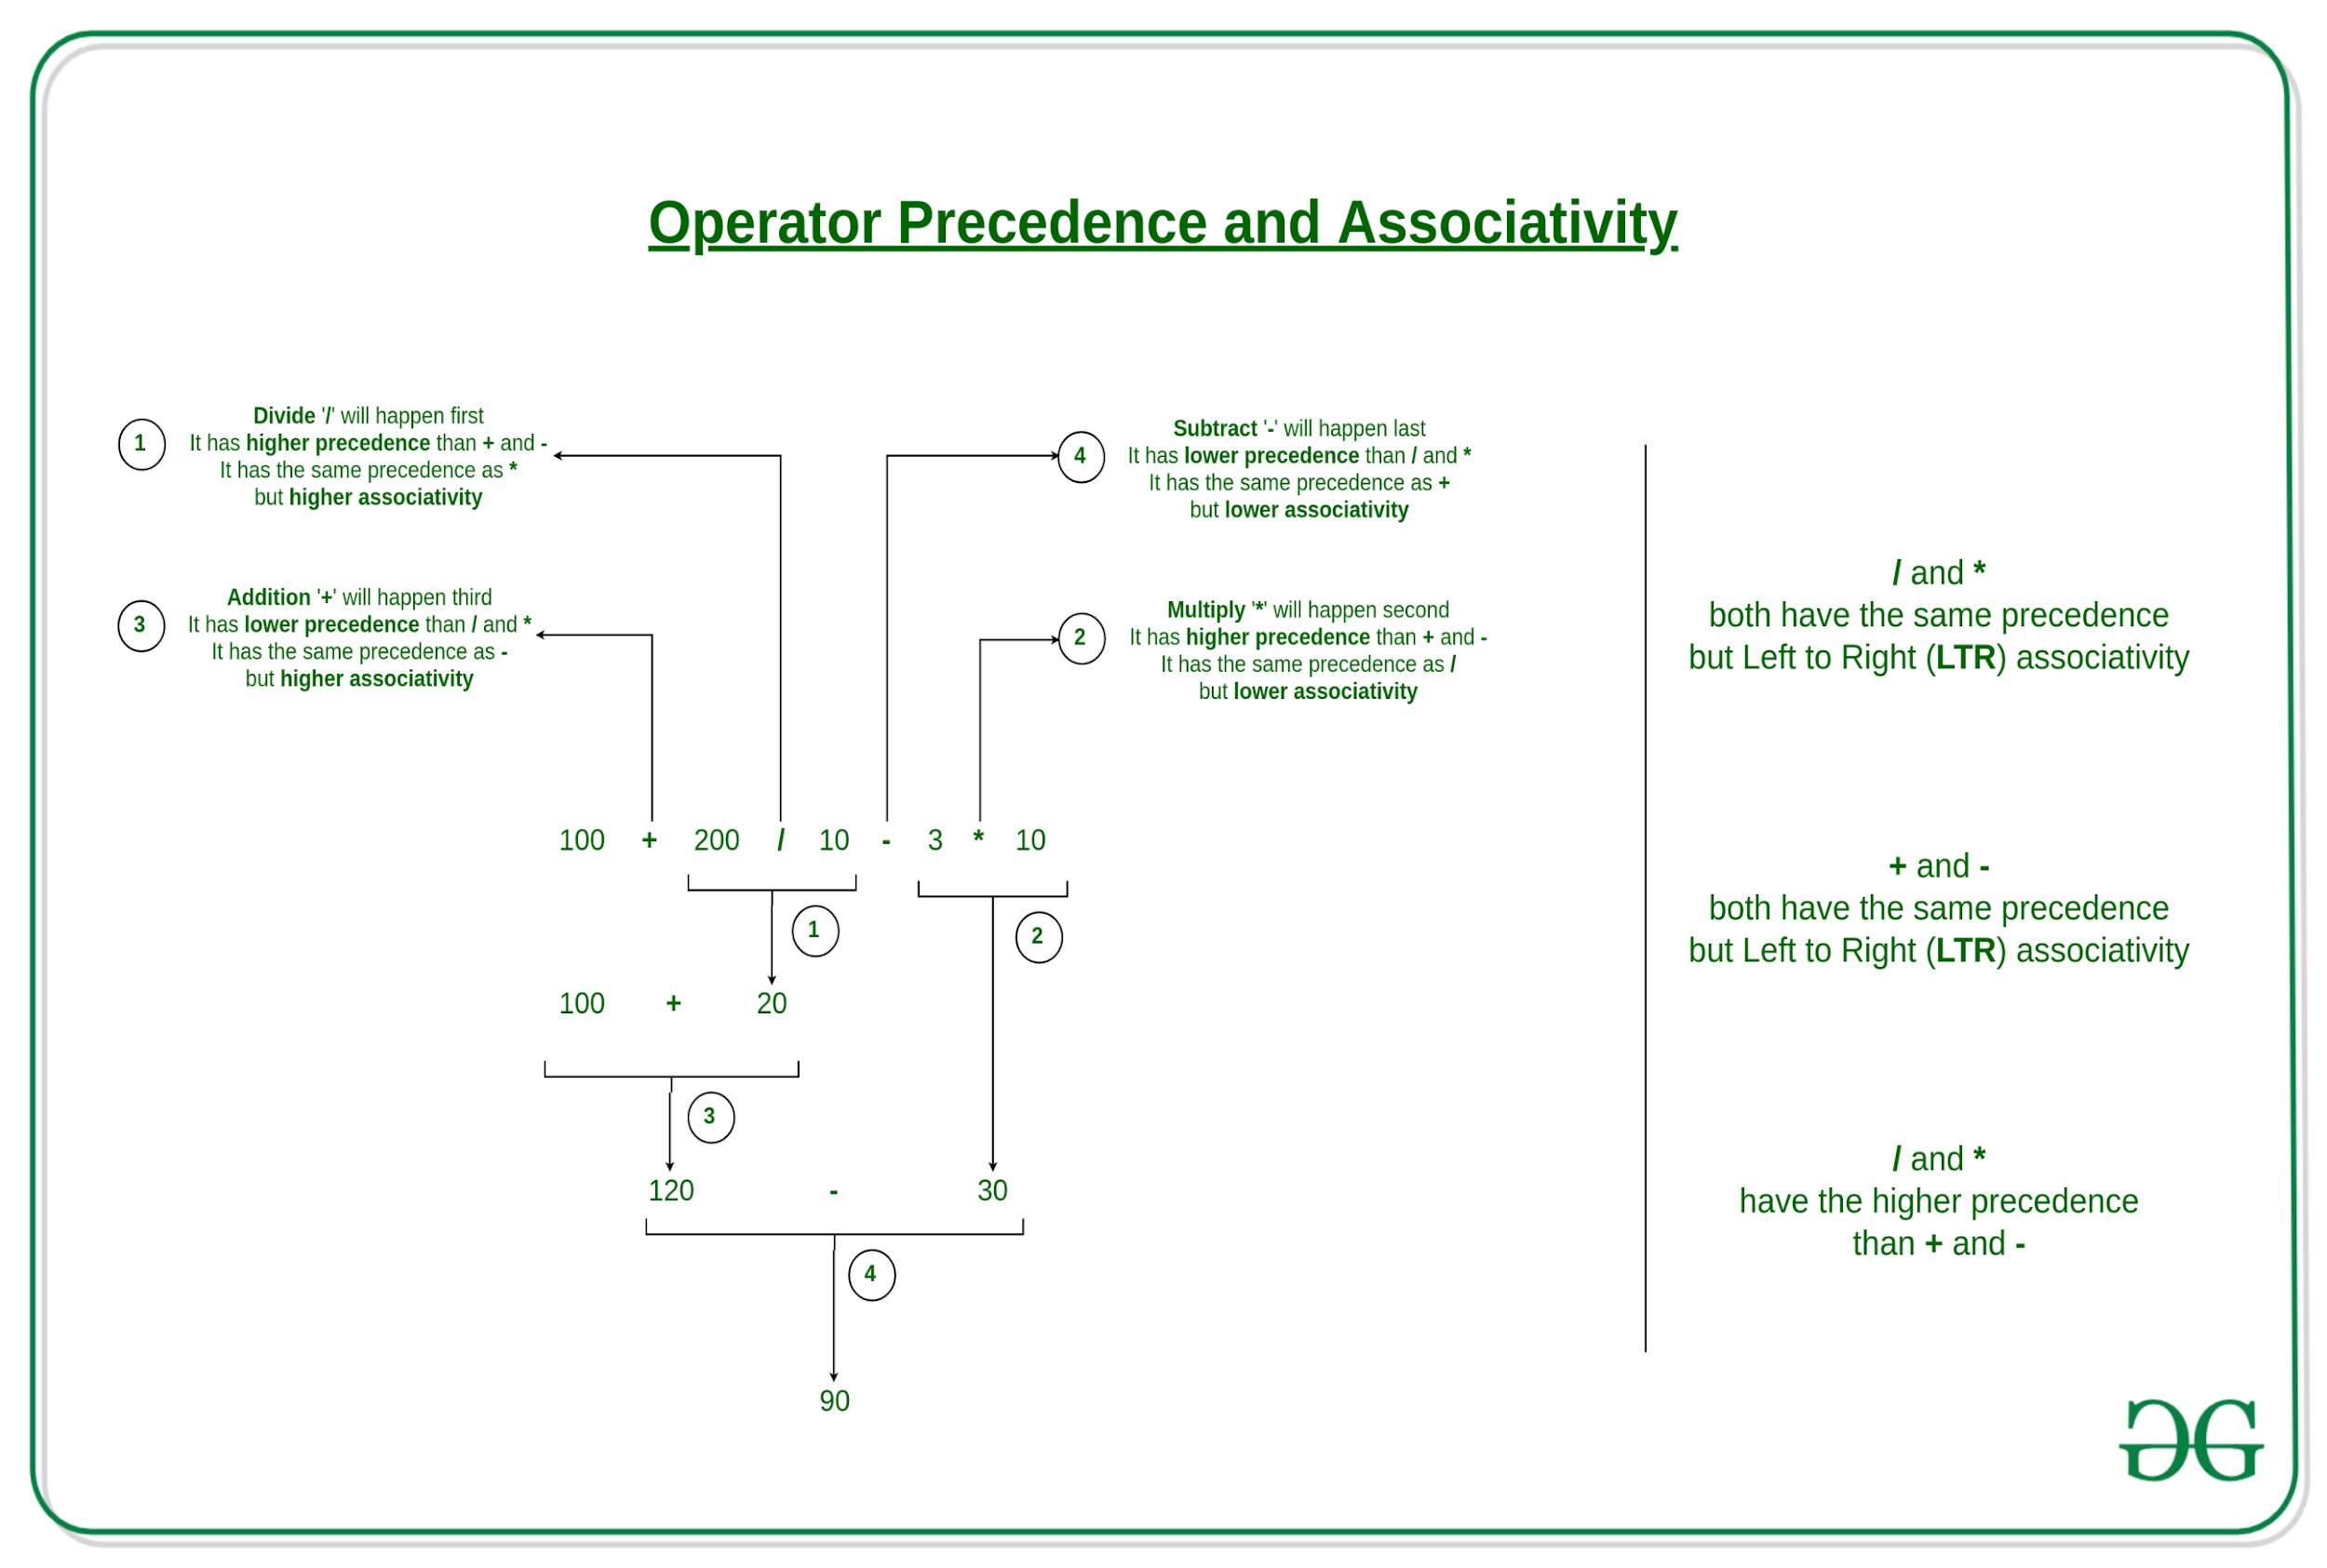 Operator Precedence and Associativity
1
Divide '/' will happen first
It has higher precedence than + and -
It has the same precedence as *
but higher associativity
4
Subtract '-' will happen last
It has lower precedence than / and *
It has the same precedence as +
but lower associativity
3
Addition '+' will happen third
It has lower precedence than / and *
It has the same precedence as -
but higher associativity
2
Multiply '*' will happen second
It has higher precedence than + and -
It has the same precedence as /
but lower associativity
100 + 200 / 10 - 3 * 10
1
2
100 + 20
3
120 - 30
4
90
/ and *
both have the same precedence
but Left to Right (LTR) associativity
+ and -
both have the same precedence
but Left to Right (LTR) associativity
/ and *
have the higher precedence
than + and -